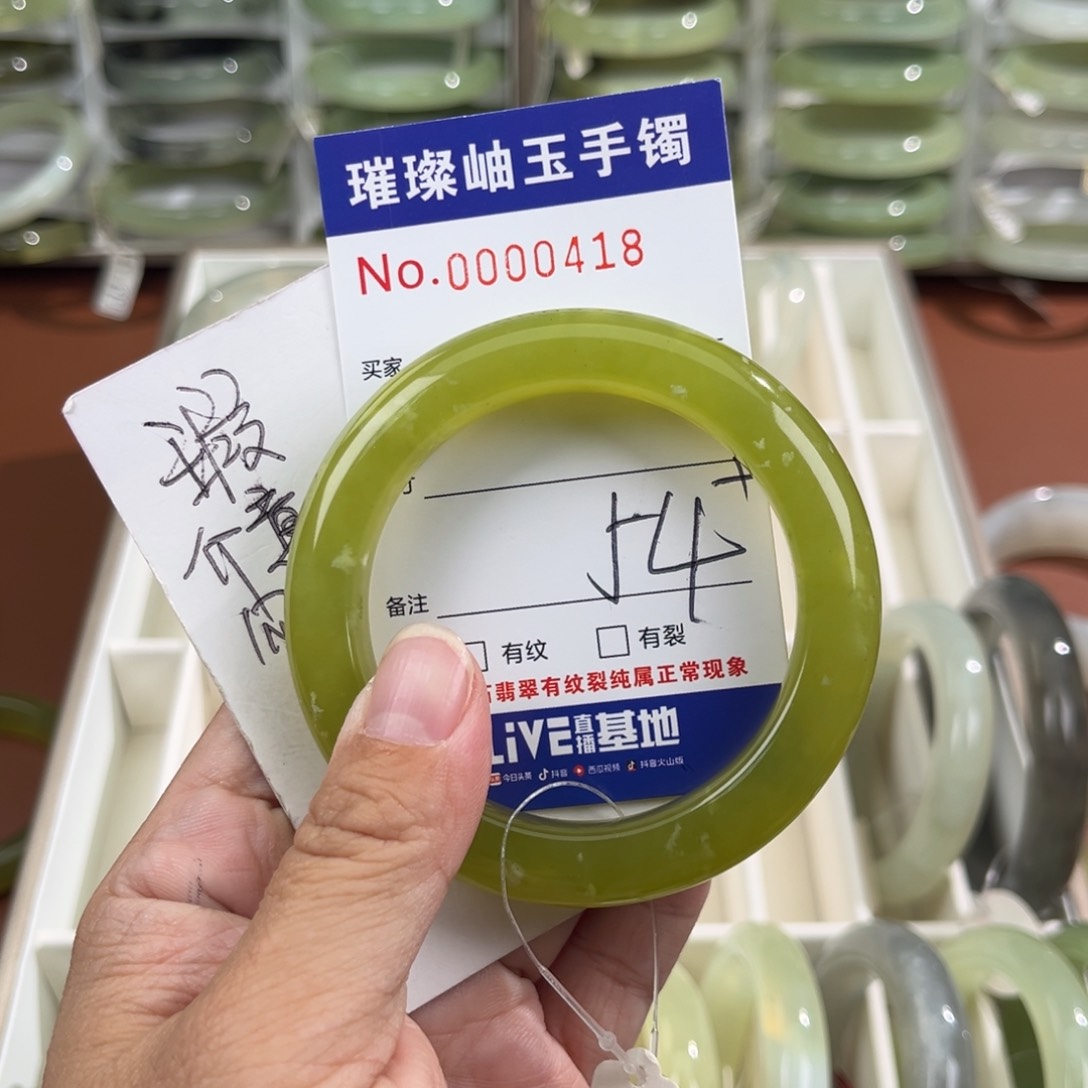 璀璨岫玉手镯
No.0000418
买家
54
备注
有纹 有裂
翡翠有纹裂纯属正常现象
LiVE直播基地
今日头条 抖音 西瓜视频 抖音火山版